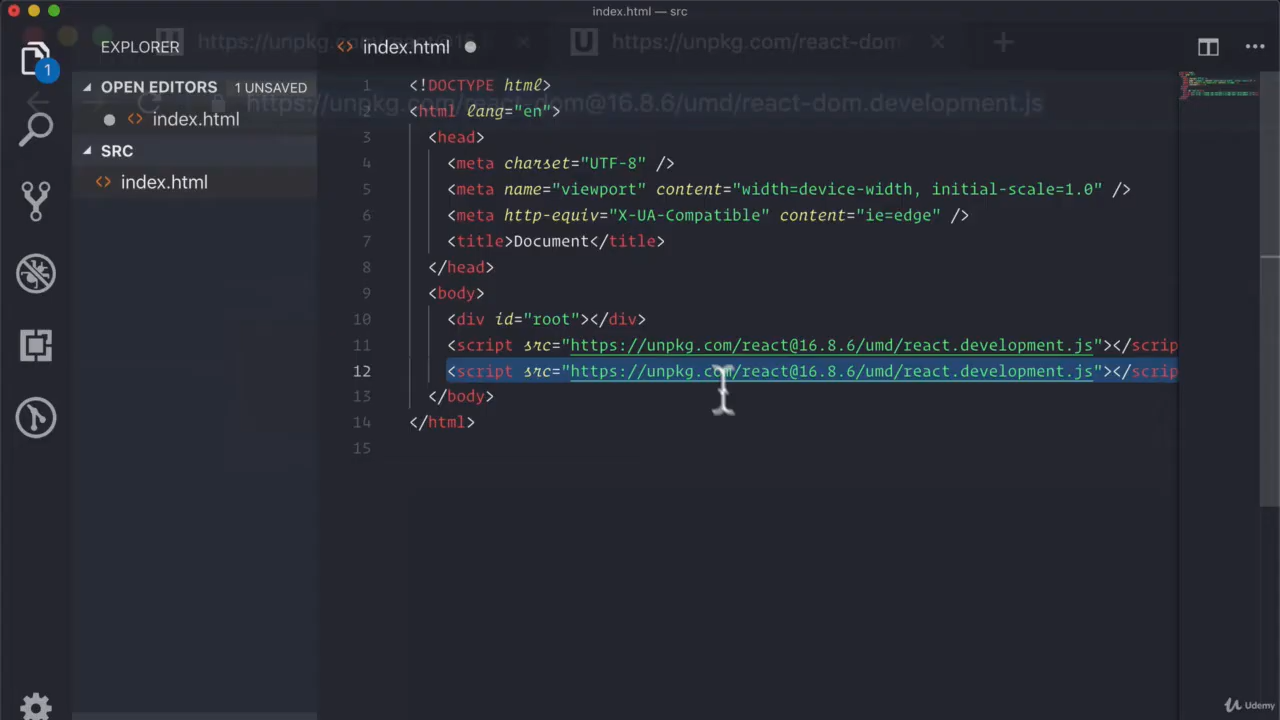 index.html — src
https://unpkg.com/react-dom
EXPLORER
index.html
OPEN EDITORS 1 UNSAVED
https://unpkg.com/react-dom@16.8.6/umd/react-dom.development.js
index.html
SRC
index.html
1
1 <!DOCTYPE html>
2 <html lang="en">
3 <head>
4 <meta charset="UTF-8" />
5 <meta name="viewport" content="width=device-width, initial-scale=1.0" />
6 <meta http-equiv="X-UA-Compatible" content="ie=edge" />
7 <title>Document</title>
8 </head>
9 <body>
10 <div id="root"></div>
11 <script src="https://unpkg.com/react@16.8.6/umd/react.development.js"></scrip
12 <script src="https://unpkg.com/react@16.8.6/umd/react.development.js"></scrip
13 </body>
14 </html>
15
Udemy